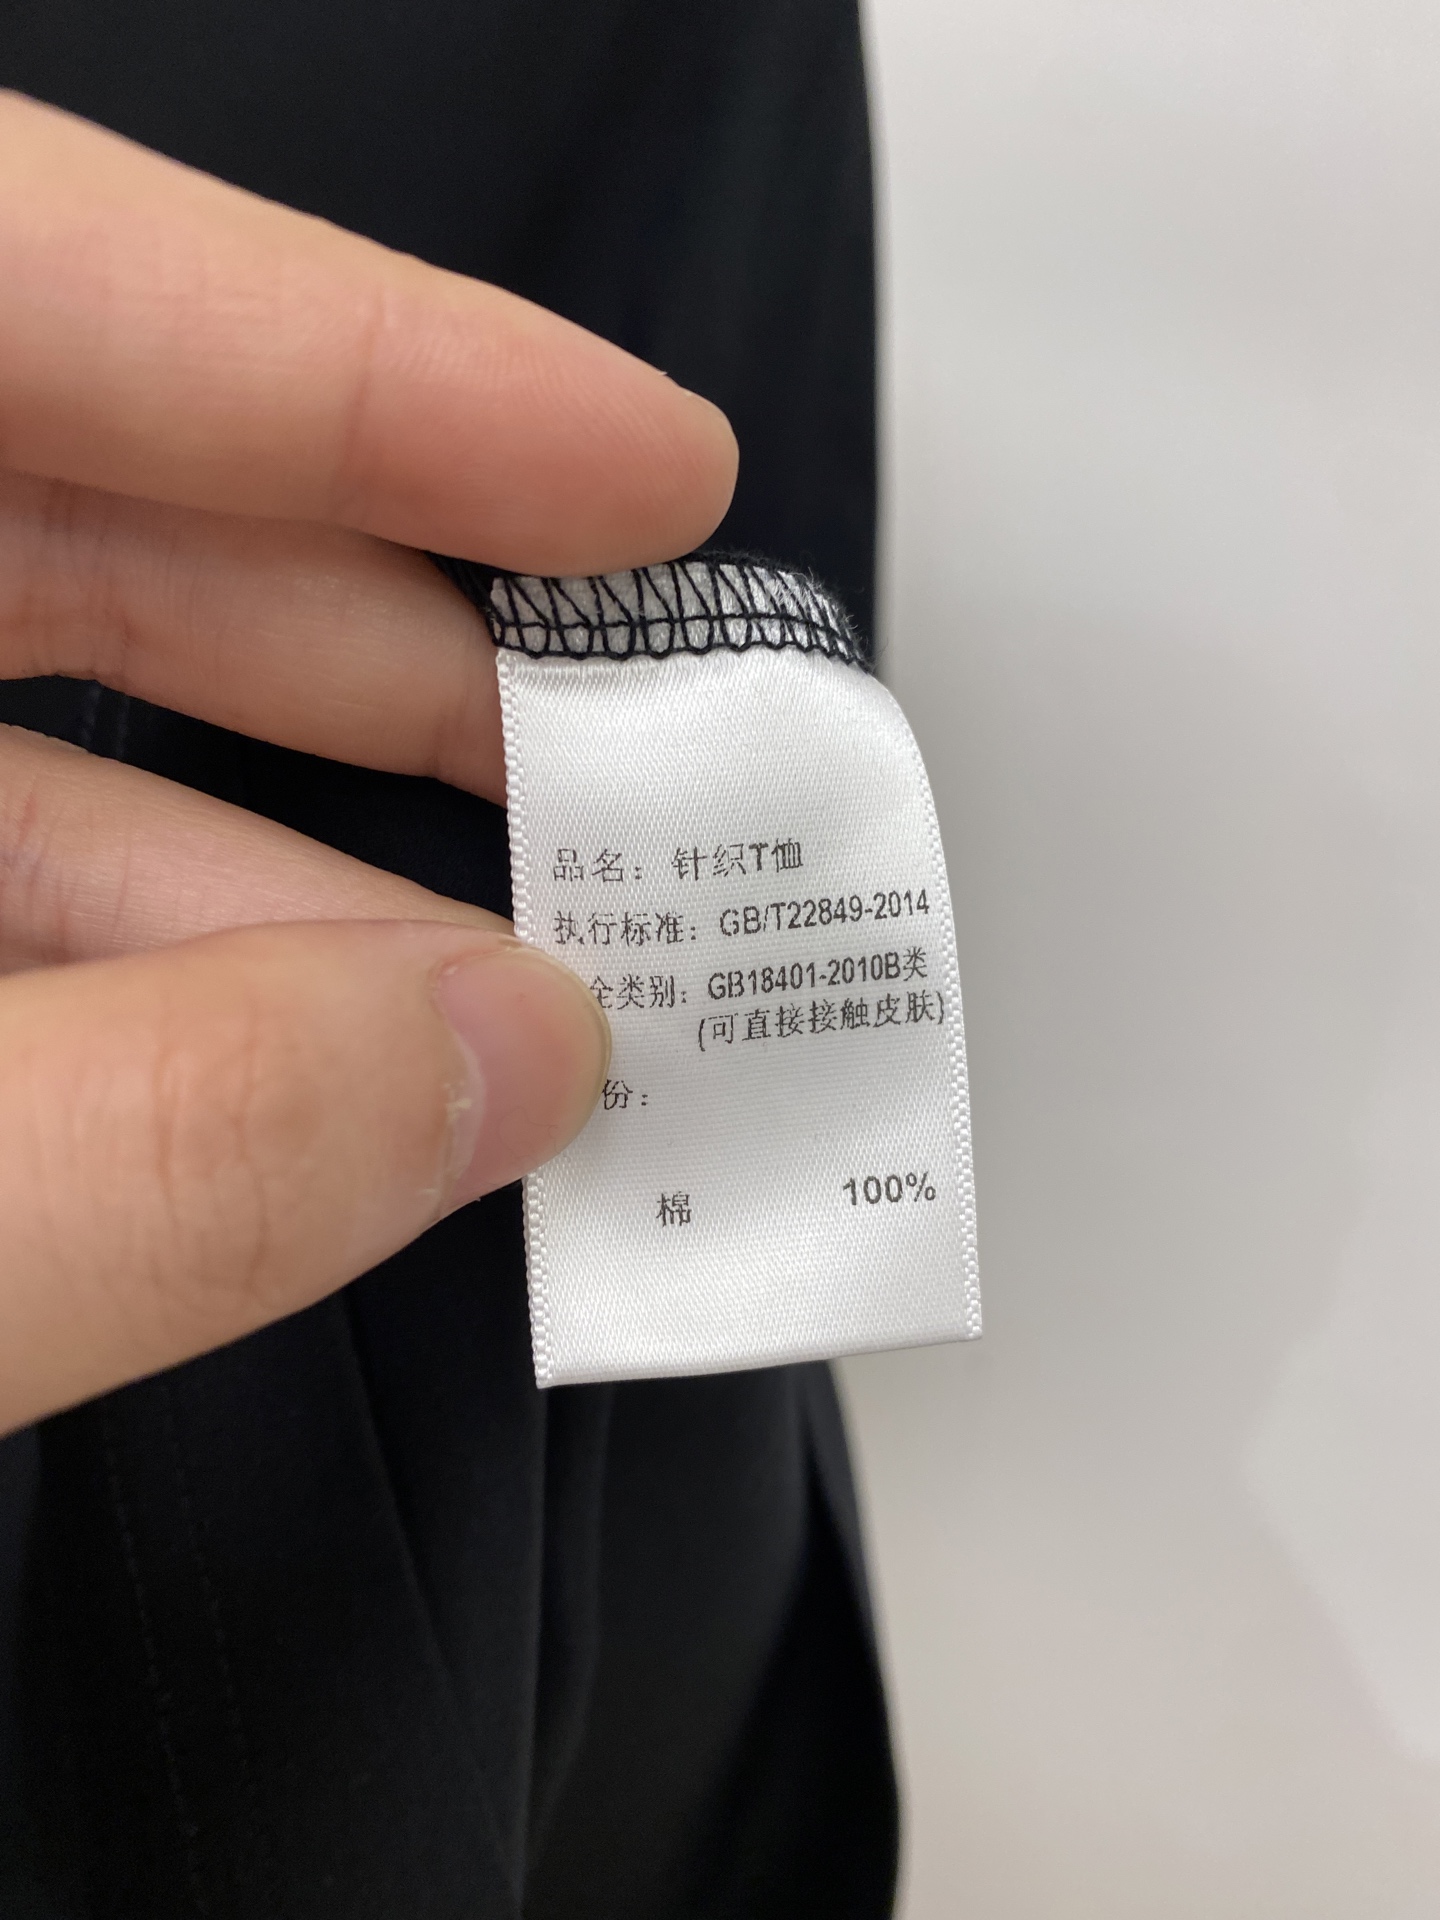 品名：针织T恤
执行标准：GB/T22849-2014
全类别：GB18401-2010B类
(可直接接触皮肤)
份：
棉 100%